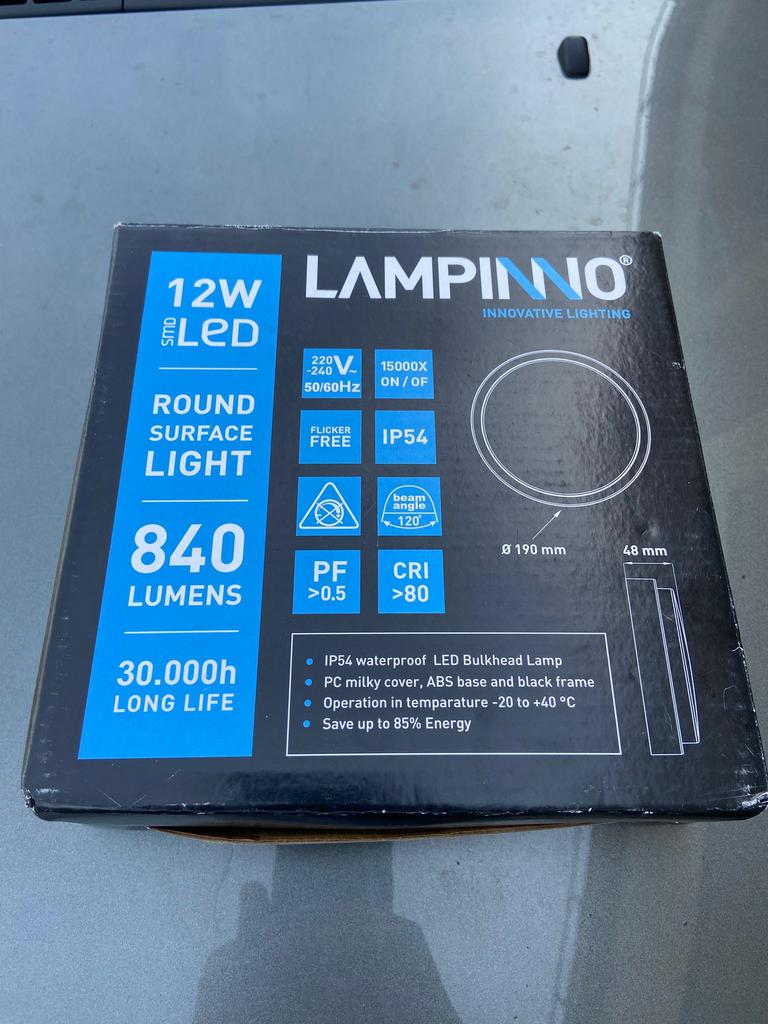 12W
SMD LED
ROUND
SURFACE
LIGHT
840
LUMENS
30.000h
LONG LIFE
LAMPINNO®
INNOVATIVE LIGHTING
220
-240 V~
50/60Hz
15000X
ON / OF
FLICKER
FREE
IP54
beam
angle
120°
PF
>0.5
CRI
>80
Ø 190 mm
48 mm
• IP54 waterproof LED Bulkhead Lamp
• PC milky cover, ABS base and black frame
• Operation in temparature -20 to +40 °C
• Save up to 85% Energy